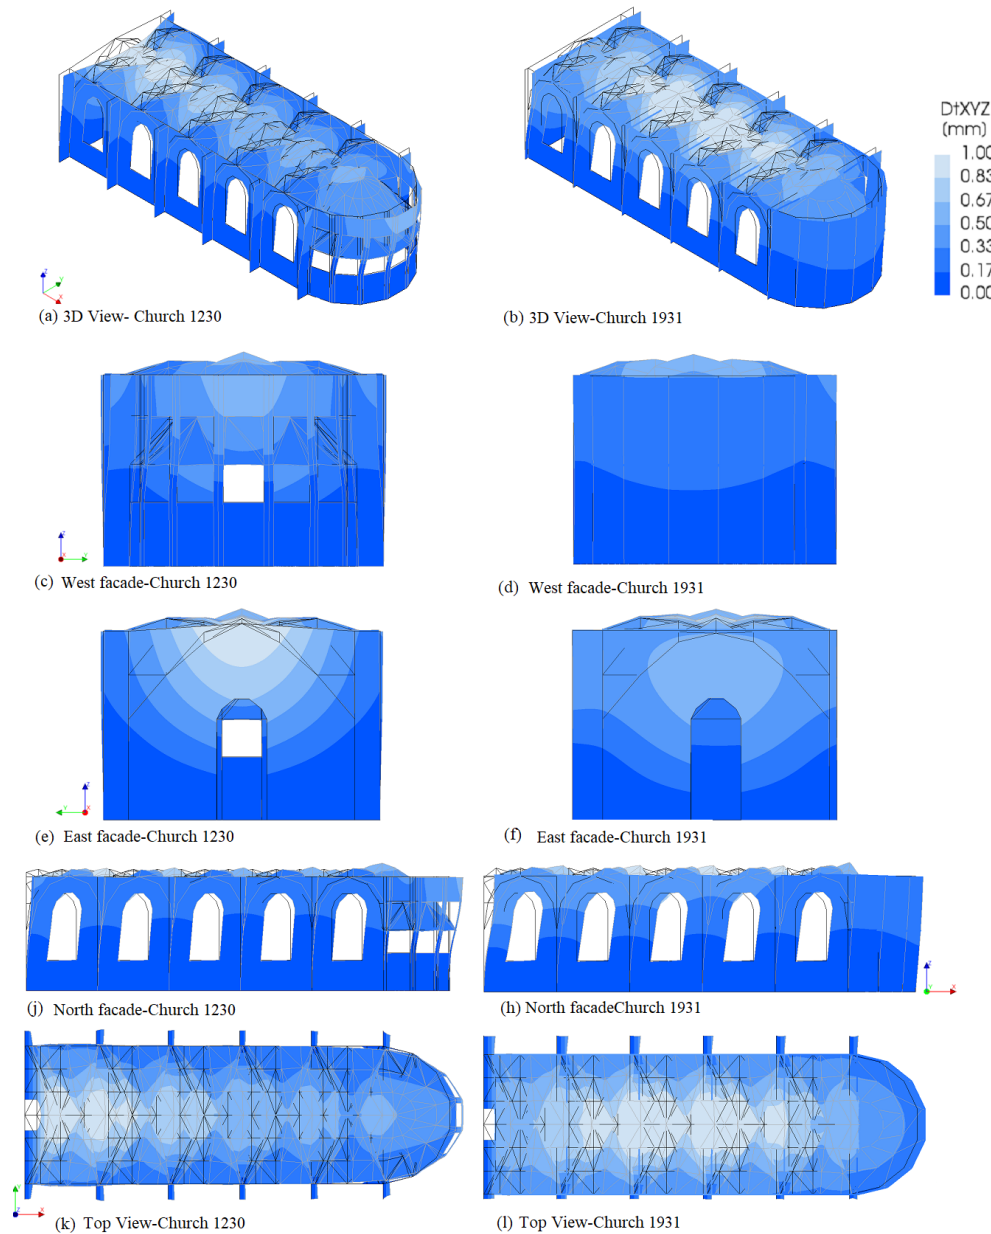 DtXYZ
(mm)
1.00
0.83
0.67
0.50
0.33
0.17
0.00
(a) 3D View- Church 1230
(b) 3D View-Church 1931
(c) West facade-Church 1230
(d) West facade-Church 1931
(e) East facade-Church 1230
(f) East facade-Church 1931
(j) North facade-Church 1230
(h) North facadeChurch 1931
(k) Top View-Church 1230
(l) Top View-Church 1931